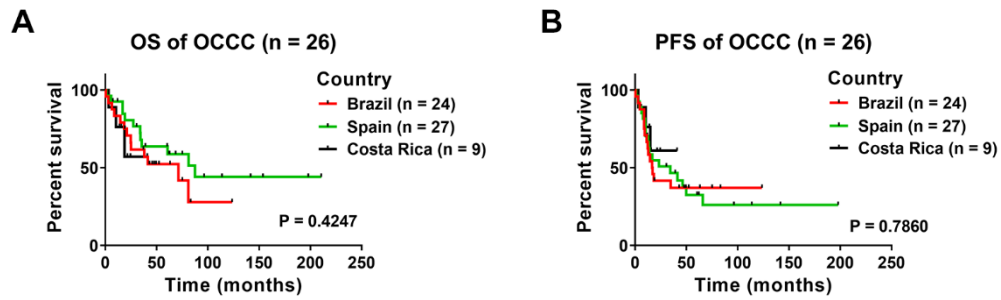 A
OS of OCCC (n = 26)
Percent survival
100
50
0
0 50 100 150 200 250
Time (months)
Country
Brazil (n = 24)
Spain (n = 27)
Costa Rica (n = 9)
P = 0.4247
B
PFS of OCCC (n = 26)
Percent survival
100
50
0
0 50 100 150 200 250
Time (months)
Country
Brazil (n = 24)
Spain (n = 27)
Costa Rica (n = 9)
P = 0.7860